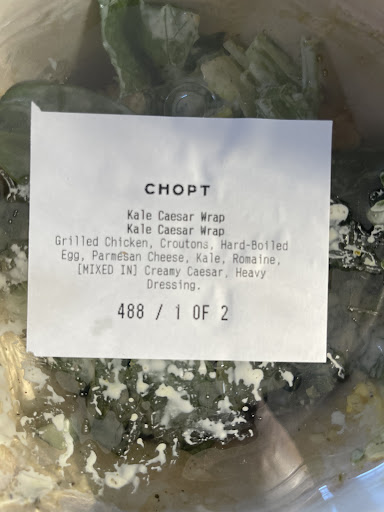 CHOPT
Kale Caesar Wrap
Kale Caesar Wrap
Grilled Chicken, Croutons, Hard-Boiled
Egg, Parmesan Cheese, Kale, Romaine,
[MIXED IN] Creamy Caesar, Heavy
Dressing.
488 / 1 OF 2